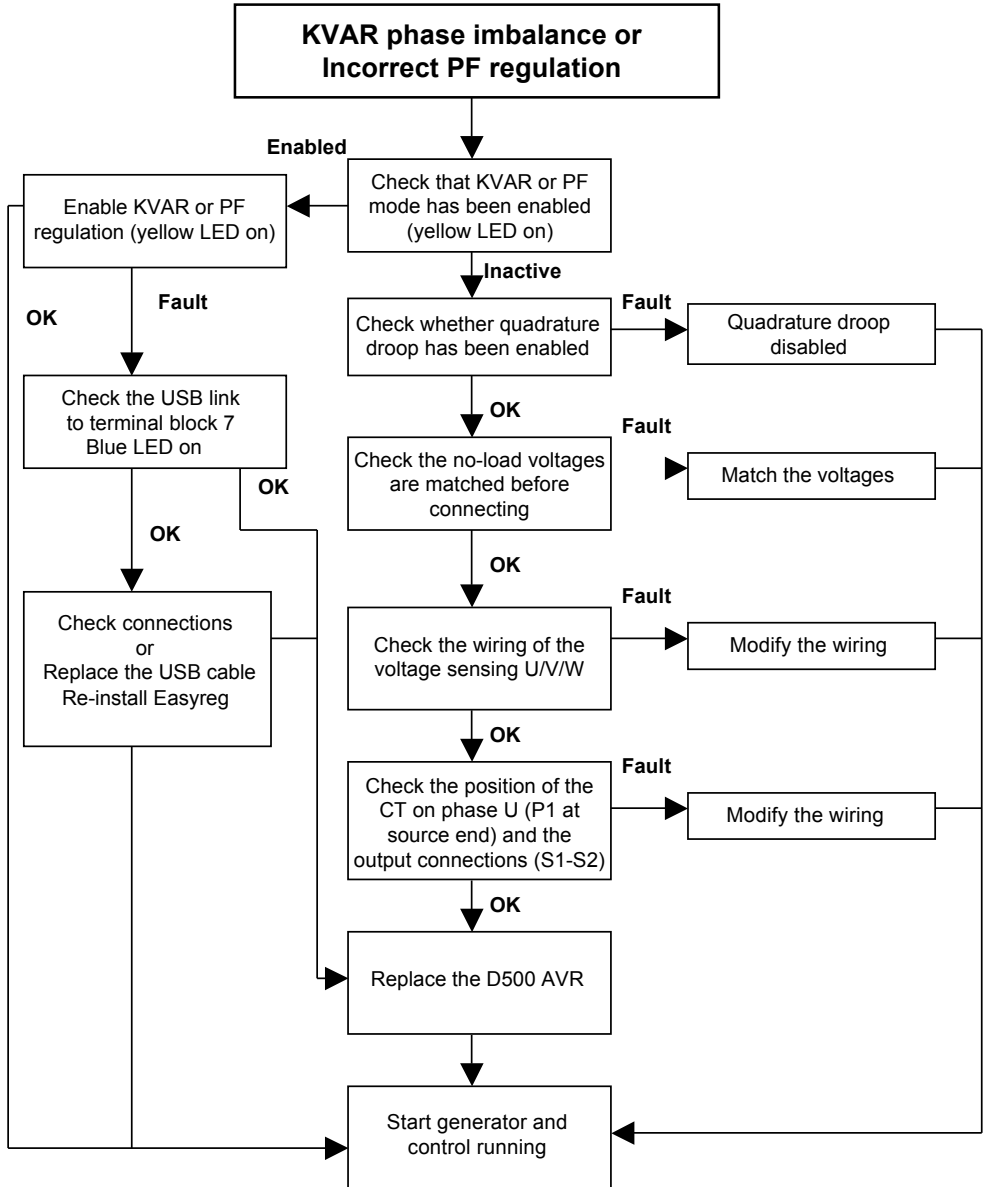 KVAR phase imbalance or
Incorrect PF regulation
Enabled
Check that KVAR or PF
mode has been enabled
(yellow LED on)
Enable KVAR or PF
regulation (yellow LED on)
Inactive
OK
Fault
Check whether quadrature
droop has been enabled
Fault
Quadrature droop
disabled
Check the USB link
to terminal block 7
Blue LED on
OK
OK
OK
Check the no-load voltages
are matched before
connecting
Fault
Match the voltages
OK
Check connections
or
Replace the USB cable
Re-install Easyreg
Check the wiring of the
voltage sensing U/V/W
Fault
Modify the wiring
OK
Check the position of the
CT on phase U (P1 at
source end) and the
output connections (S1-S2)
Fault
Modify the wiring
OK
Replace the D500 AVR
Start generator and
control running